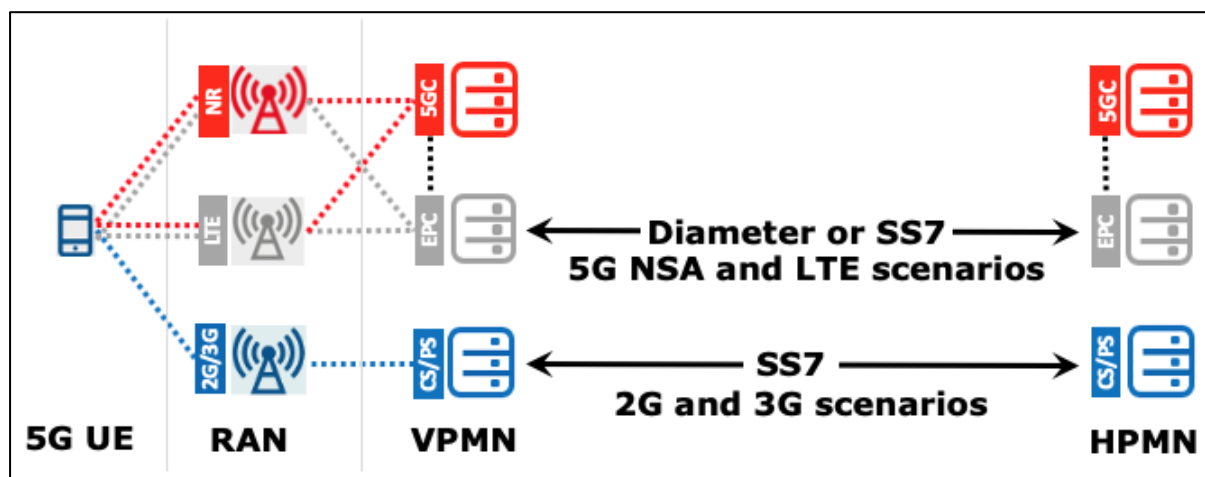 NR
5GC
5GC
LTE
EPC
Diameter or SS7
5G NSA and LTE scenarios
EPC
2G/3G
CS/PS
SS7
2G and 3G scenarios
CS/PS
5G UE
RAN
VPMN
HPMN